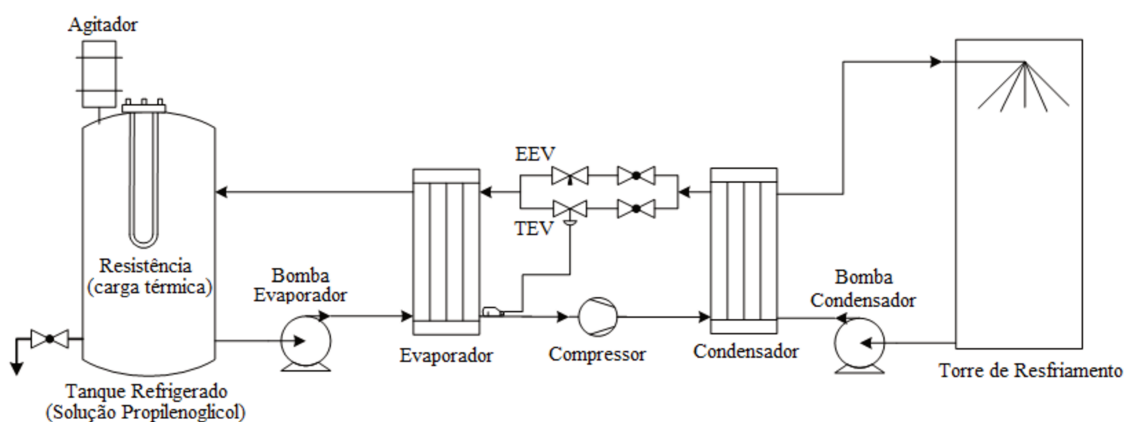 Agitador
EEV
TEV
Resistência
(carga térmica)
Bomba
Evaporador
Bomba
Condensador
Evaporador
Compressor
Condensador
Torre de Resfriamento
Tanque Refrigerado
(Solução Propilenoglicol)